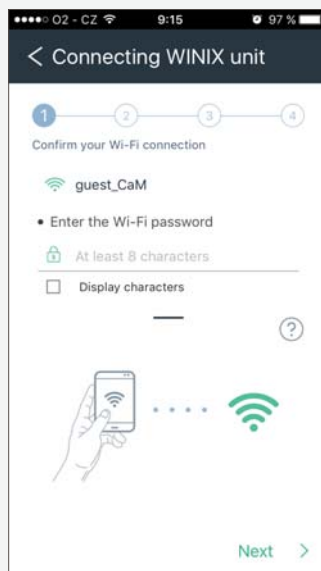 O2 - CZ 9:15 97 %
< Connecting WINIX unit
1 2 3 4
Confirm your Wi-Fi connection
guest_CaM
• Enter the Wi-Fi password
At least 8 characters
Display characters
?
Next >